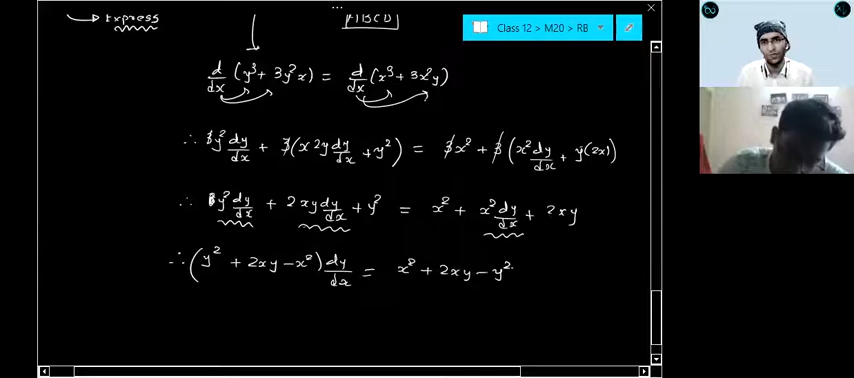 Express
ABCD
Class 12 > M20 > RB
d/dx (y³ + 3y²x) = d/dx (x³ + 3x²y)
∴ 3y² dy/dx + 3(x 2y dy/dx + y²) = 3x² + 3(x² dy/dx + y(2x))
∴ y² dy/dx + 2xy dy/dx + y² = x² + x² dy/dx + 2xy
∴ (y² + 2xy − x²) dy/dx = x² + 2xy − y²